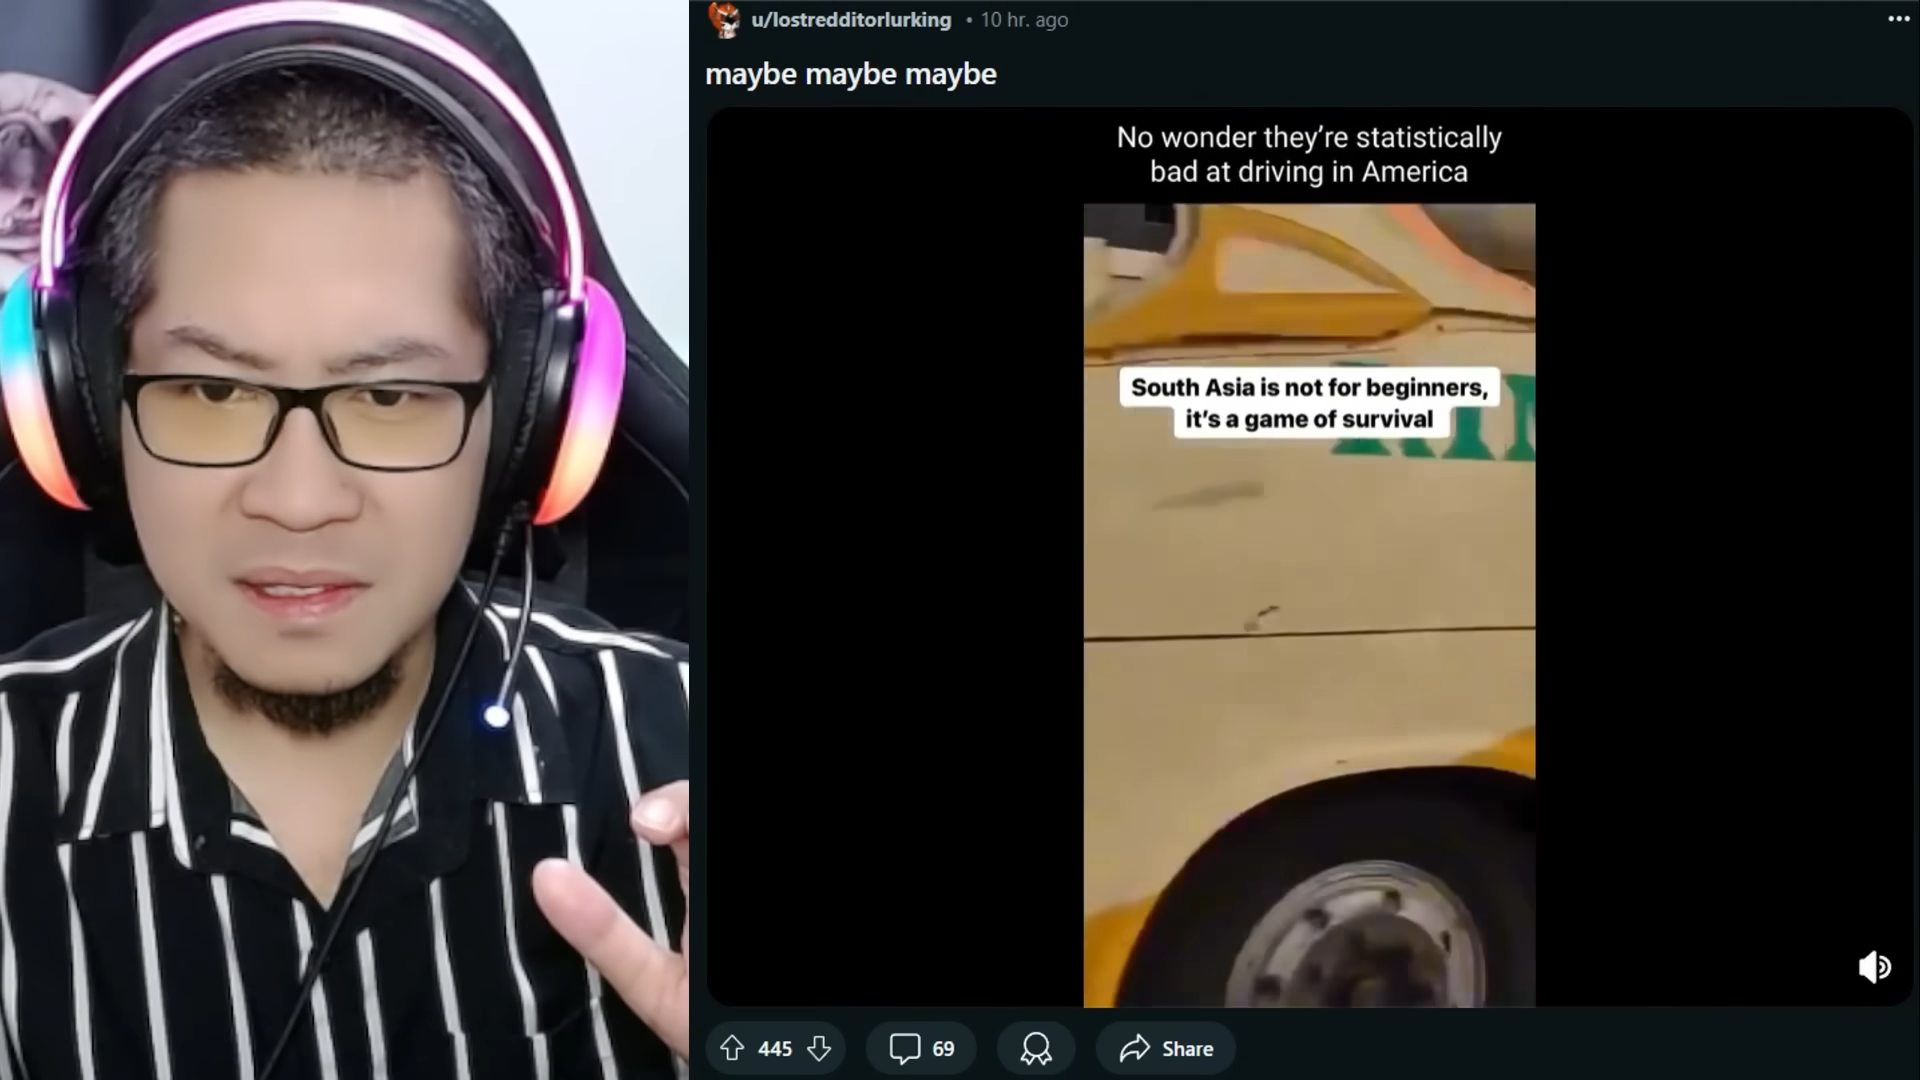 u/lostredditorlurking • 10 hr. ago
maybe maybe maybe
No wonder they’re statistically
bad at driving in America
South Asia is not for beginners,
it’s a game of survival
445
69
Share